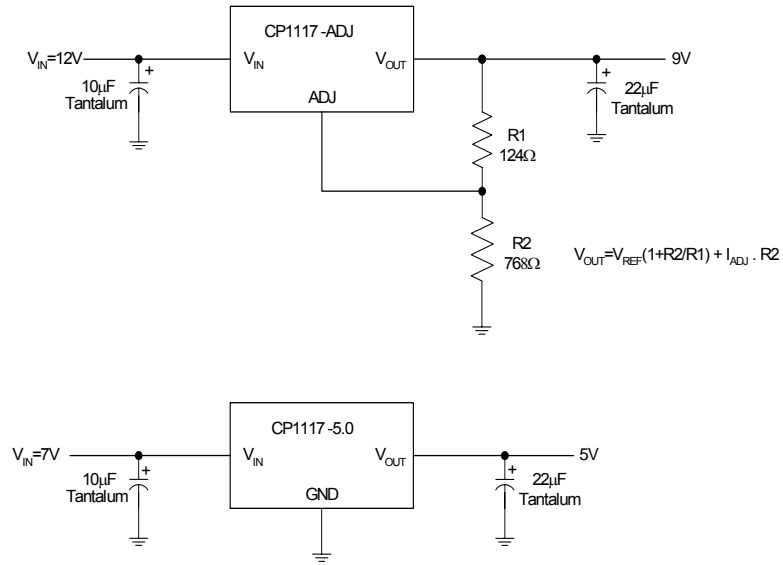 CP1117 -ADJ
V_IN=12V
V_IN
V_OUT
9V
10μF
Tantalum
ADJ
22μF
Tantalum
R1
124Ω
R2
768Ω
V_OUT=V_REF(1+R2/R1) + I_ADJ . R2
CP1117 -5.0
V_IN=7V
V_IN
V_OUT
5V
10μF
Tantalum
GND
22μF
Tantalum